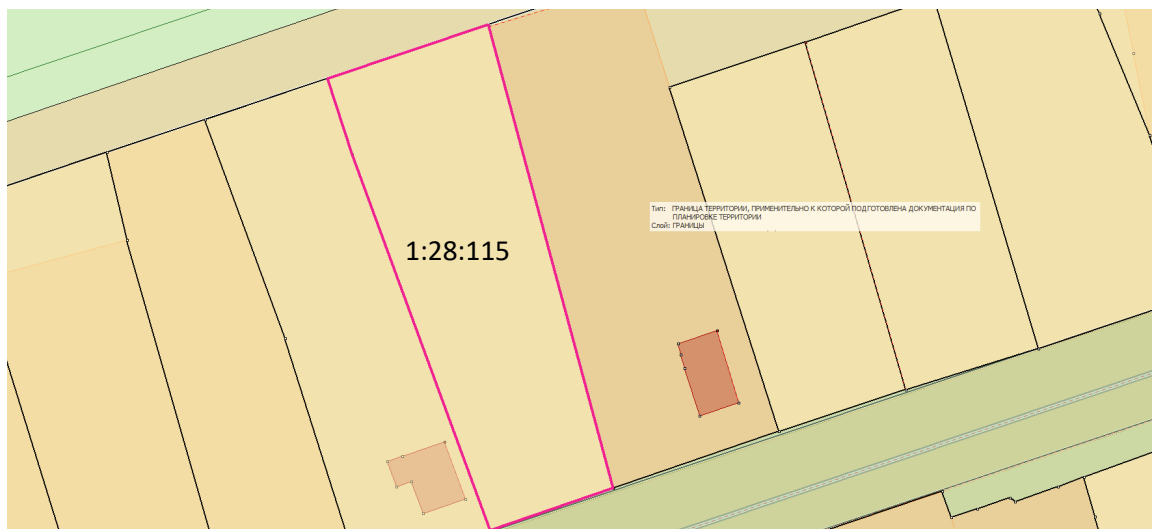 Тип: ГРАНИЦА ТЕРРИТОРИИ, ПРИМЕНИТЕЛЬНО К КОТОРОЙ ПОДГОТОВЛЕНА ДОКУМЕНТАЦИЯ ПО
ПЛАНИРОВКЕ ТЕРРИТОРИИ
Слой: ГРАНИЦЫ
1:28:115